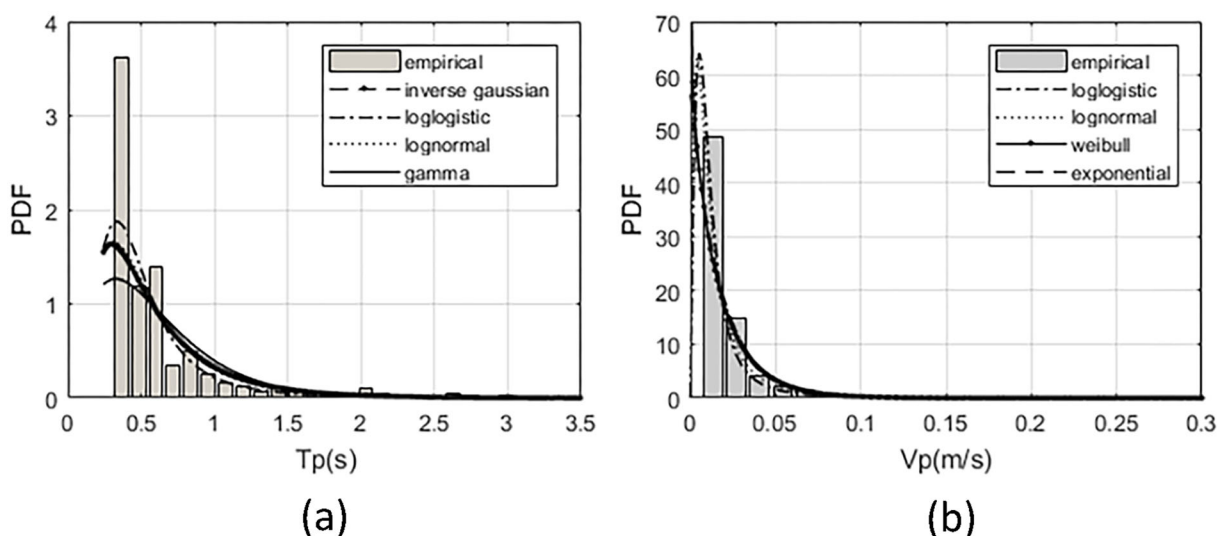 4
3
2
1
0
PDF
empirical
inverse gaussian
loglogistic
lognormal
gamma
0 0.5 1 1.5 2 2.5 3 3.5
Tp(s)
(a)
70
60
50
40
30
20
10
0
PDF
empirical
loglogistic
lognormal
weibull
exponential
0 0.05 0.1 0.15 0.2 0.25 0.3
Vp(m/s)
(b)